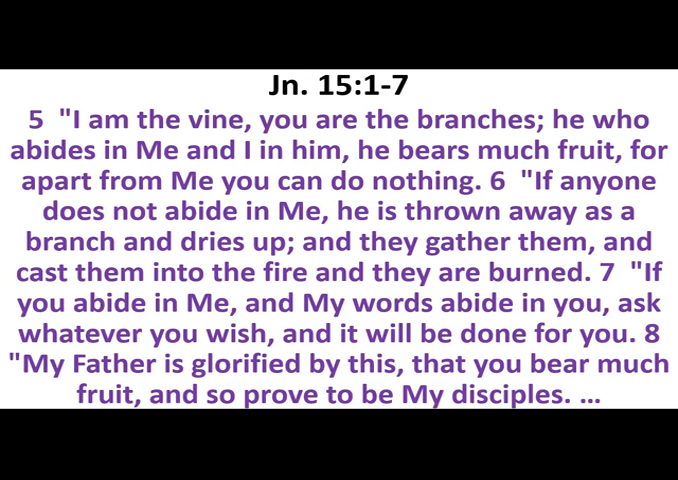 Jn. 15:1-7
5 "I am the vine, you are the branches; he who
abides in Me and I in him, he bears much fruit, for
apart from Me you can do nothing. 6 "If anyone
does not abide in Me, he is thrown away as a
branch and dries up; and they gather them, and
cast them into the fire and they are burned. 7 "If
you abide in Me, and My words abide in you, ask
whatever you wish, and it will be done for you. 8
"My Father is glorified by this, that you bear much
fruit, and so prove to be My disciples. ...